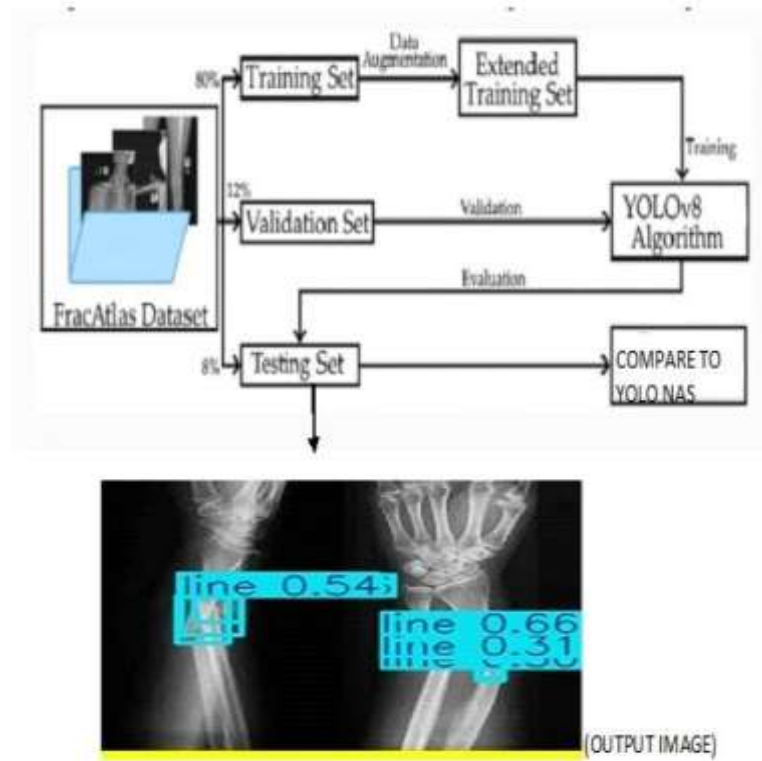 Data
Augmentation
80%
Training Set
Extended
Training Set
Training
12%
Validation Set
Validation
YOLOv8
Algorithm
FracAtlas Dataset
Evaluation
8%
Testing Set
COMPARE TO
YOLO NAS
line 0.54
line 0.66
line 0.31
line
(OUTPUT IMAGE)